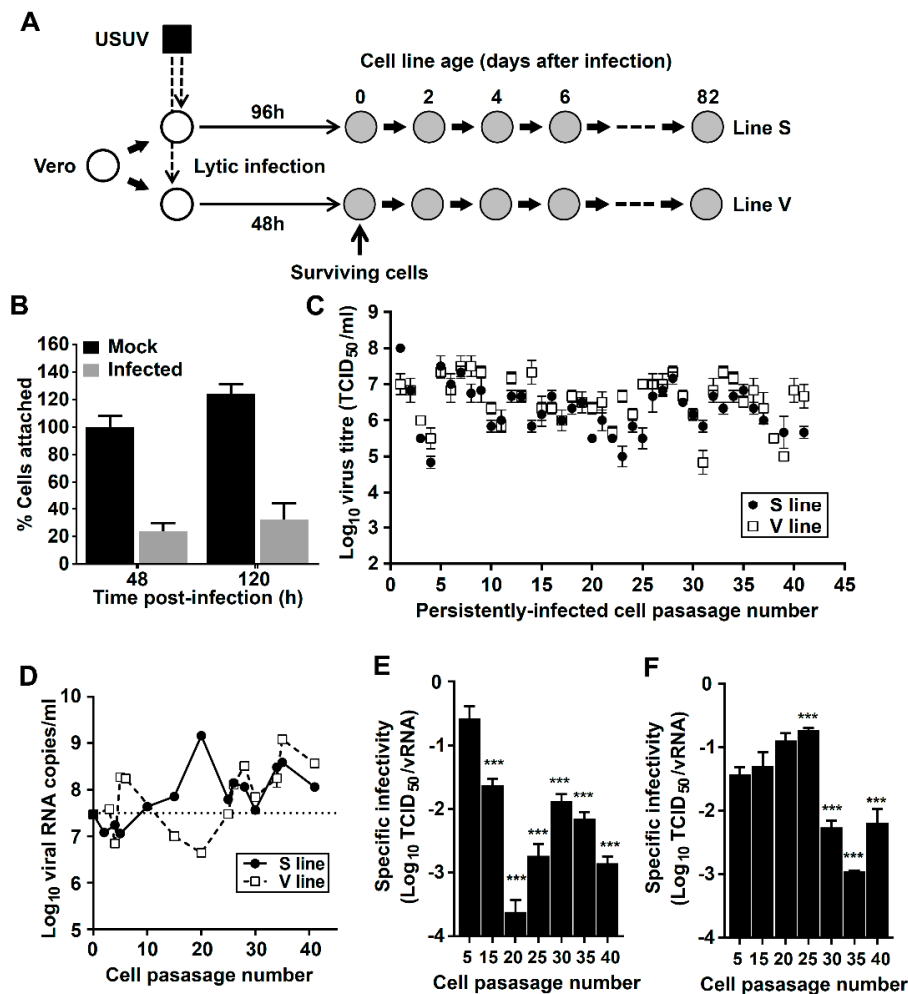 A
USUV
Cell line age (days after infection)
0 2 4 6 82
96h
Line S
Vero
Lytic infection
48h
Line V
Surviving cells
B
% Cells attached
160
140
120
100
80
60
40
20
0
Mock
Infected
48 120
Time post-infection (h)
C
Log10 virus titre (TCID50/ml)
9
8
7
6
5
4
3
2
S line
V line
0 5 10 15 20 25 30 35 40 45
Persistently-infected cell pasasage number
D
Log10 viral RNA copies/ml
10
9
8
7
6
5
S line
V line
0 10 20 30 40
Cell pasasage number
E
Specific infectivity
(Log10 TCID50/vRNA)
-0
-1
-2
-3
-4
*** *** *** *** *** ***
5 15 20 25 30 35 40
Cell pasasage number
F
Specific infectivity
(Log10 TCID50/vRNA)
-0
-1
-2
-3
-4
*** *** *** ***
5 15 20 25 30 35 40
Cell pasasage number